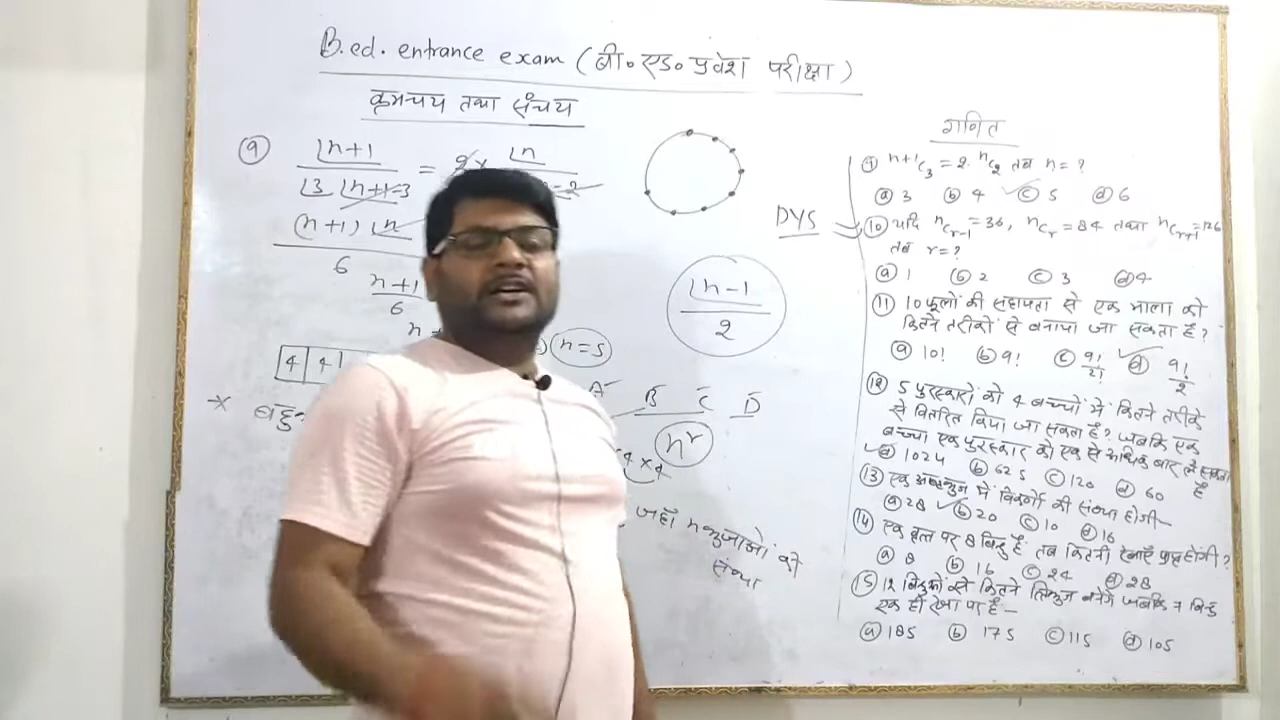 B.ed. entrance exam (बी०एड० प्रवेश परीक्षा)
क्रमचय तथा संचय
⑨ ⌊n+1 / ⌊3 ⌊n+1-3 = 2× ⌊n
(n+1) ⌊n / 6
n+1 / 6
n=5
4 4
* 
A B C D
n^r
4×4
जहाँ n भुजाओं की
संख्या
⌊n-1 / 2
DYS
गणित
⑨ n+1C3 = 2. nC2 तब n = ?
ⓐ 3 ⓑ 4 ⓒ 5 ⓓ 6
⑩ यदि nCr-1 = 36, nCr = 84 तथा nCr+1 = 126
तब r = ?
ⓐ 1 ⓑ 2 ⓒ 3 ⓓ 4
⑪ 10 फूलों की सहायता से एक माला को
कितने तरीकों से बनाया जा सकता है?
ⓐ 10! ⓑ 9! ⓒ 9!/2! ⓓ 9!/2
⑫ 5 पुरस्कारों को 4 बच्चों में कितने तरीके
से वितरित किया जा सकता है? जबकि एक
बच्चा एक पुरस्कार को एक से अधिक बार ले सकता
है
ⓐ 1024 ⓑ 625 ⓒ 120 ⓓ 60
⑬ एक अष्टभुज में विकर्णों की संख्या होगी-
ⓐ 28 ⓑ 20 ⓒ 10 ⓓ 16
⑭ एक वृत्त पर 8 बिन्दु हैं तब कितनी रेखाएँ प्राप्त होंगी?
ⓐ 8 ⓑ 16 ⓒ 24 ⓓ 28
⑮ 12 बिन्दुओं से कितने त्रिभुज बनेंगे जबकि 7 बिन्दु
एक ही रेखा पर हैं-
ⓐ 185 ⓑ 175 ⓒ 115 ⓓ 105